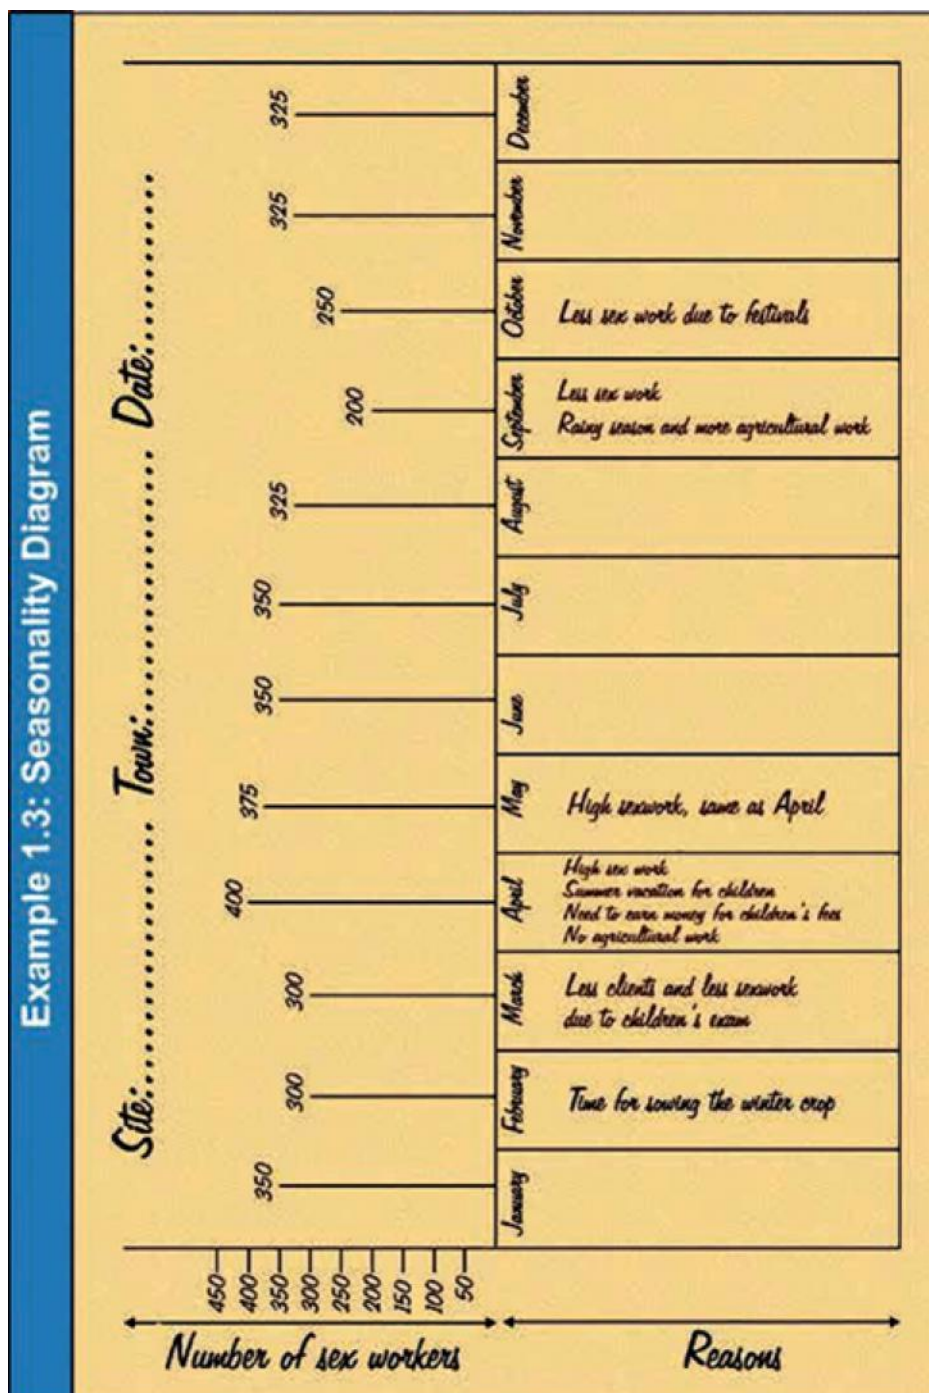 Example 1.3: Seasonality Diagram
Site:............... Town:............... Date:...............
325
325
250
200
325
350
350
375
400
300
300
350
December
November
October
Less sex work due to festivals
September
Less sex work
Rainy season and more agricultural work
August
July
June
May
High sexwork, same as April
April
High sex work
Summer vacation for children
Need to earn money for children's fees
No agricultural work
March
Less clients and less sexwork
due to children's exam
February
Time for sowing the winter crop
January
450
400
350
300
250
200
150
100
50
Number of sex workers
Reasons